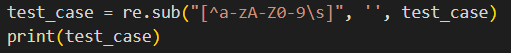 test_case = re.sub("[^a-zA-Z0-9\s]", '', test_case)
print(test_case)